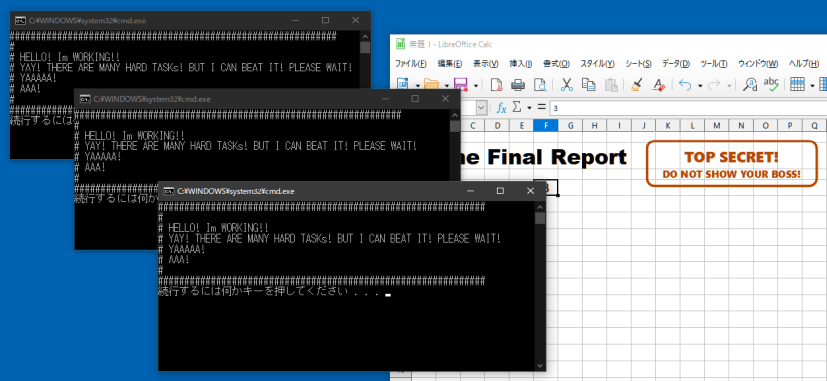 C:¥WINDOWS¥system32¥cmd.exe
#
# HELLO! Im WORKING!!
# YAY! THERE ARE MANY HARD TASKs! BUT I CAN BEAT IT! PLEASE WAIT!
# YAAAAA!
# AAA!
#
続行するには何か
C:¥WINDOWS¥system32¥cmd.exe
#
# HELLO! Im WORKING!!
# YAY! THERE ARE MANY HARD TASKs! BUT I CAN BEAT IT! PLEASE WAIT!
# YAAAAA!
# AAA!
#
続行するには何か
C:¥WINDOWS¥system32¥cmd.exe
#
# HELLO! Im WORKING!!
# YAY! THERE ARE MANY HARD TASKs! BUT I CAN BEAT IT! PLEASE WAIT!
# YAAAAA!
# AAA!
#
続行するには何かキーを押してください . . .
無題 1 - LibreOffice Calc
ファイル(F) 編集(E) 表示(V) 挿入(I) 書式(O) スタイル(Y) シート(S) データ(D) ツール(T) ウィンドウ(W) ヘルプ(H)
3
C D E F G H I J K L M N O P Q
Final Report
TOP SECRET!
DO NOT SHOW YOUR BOSS!
3